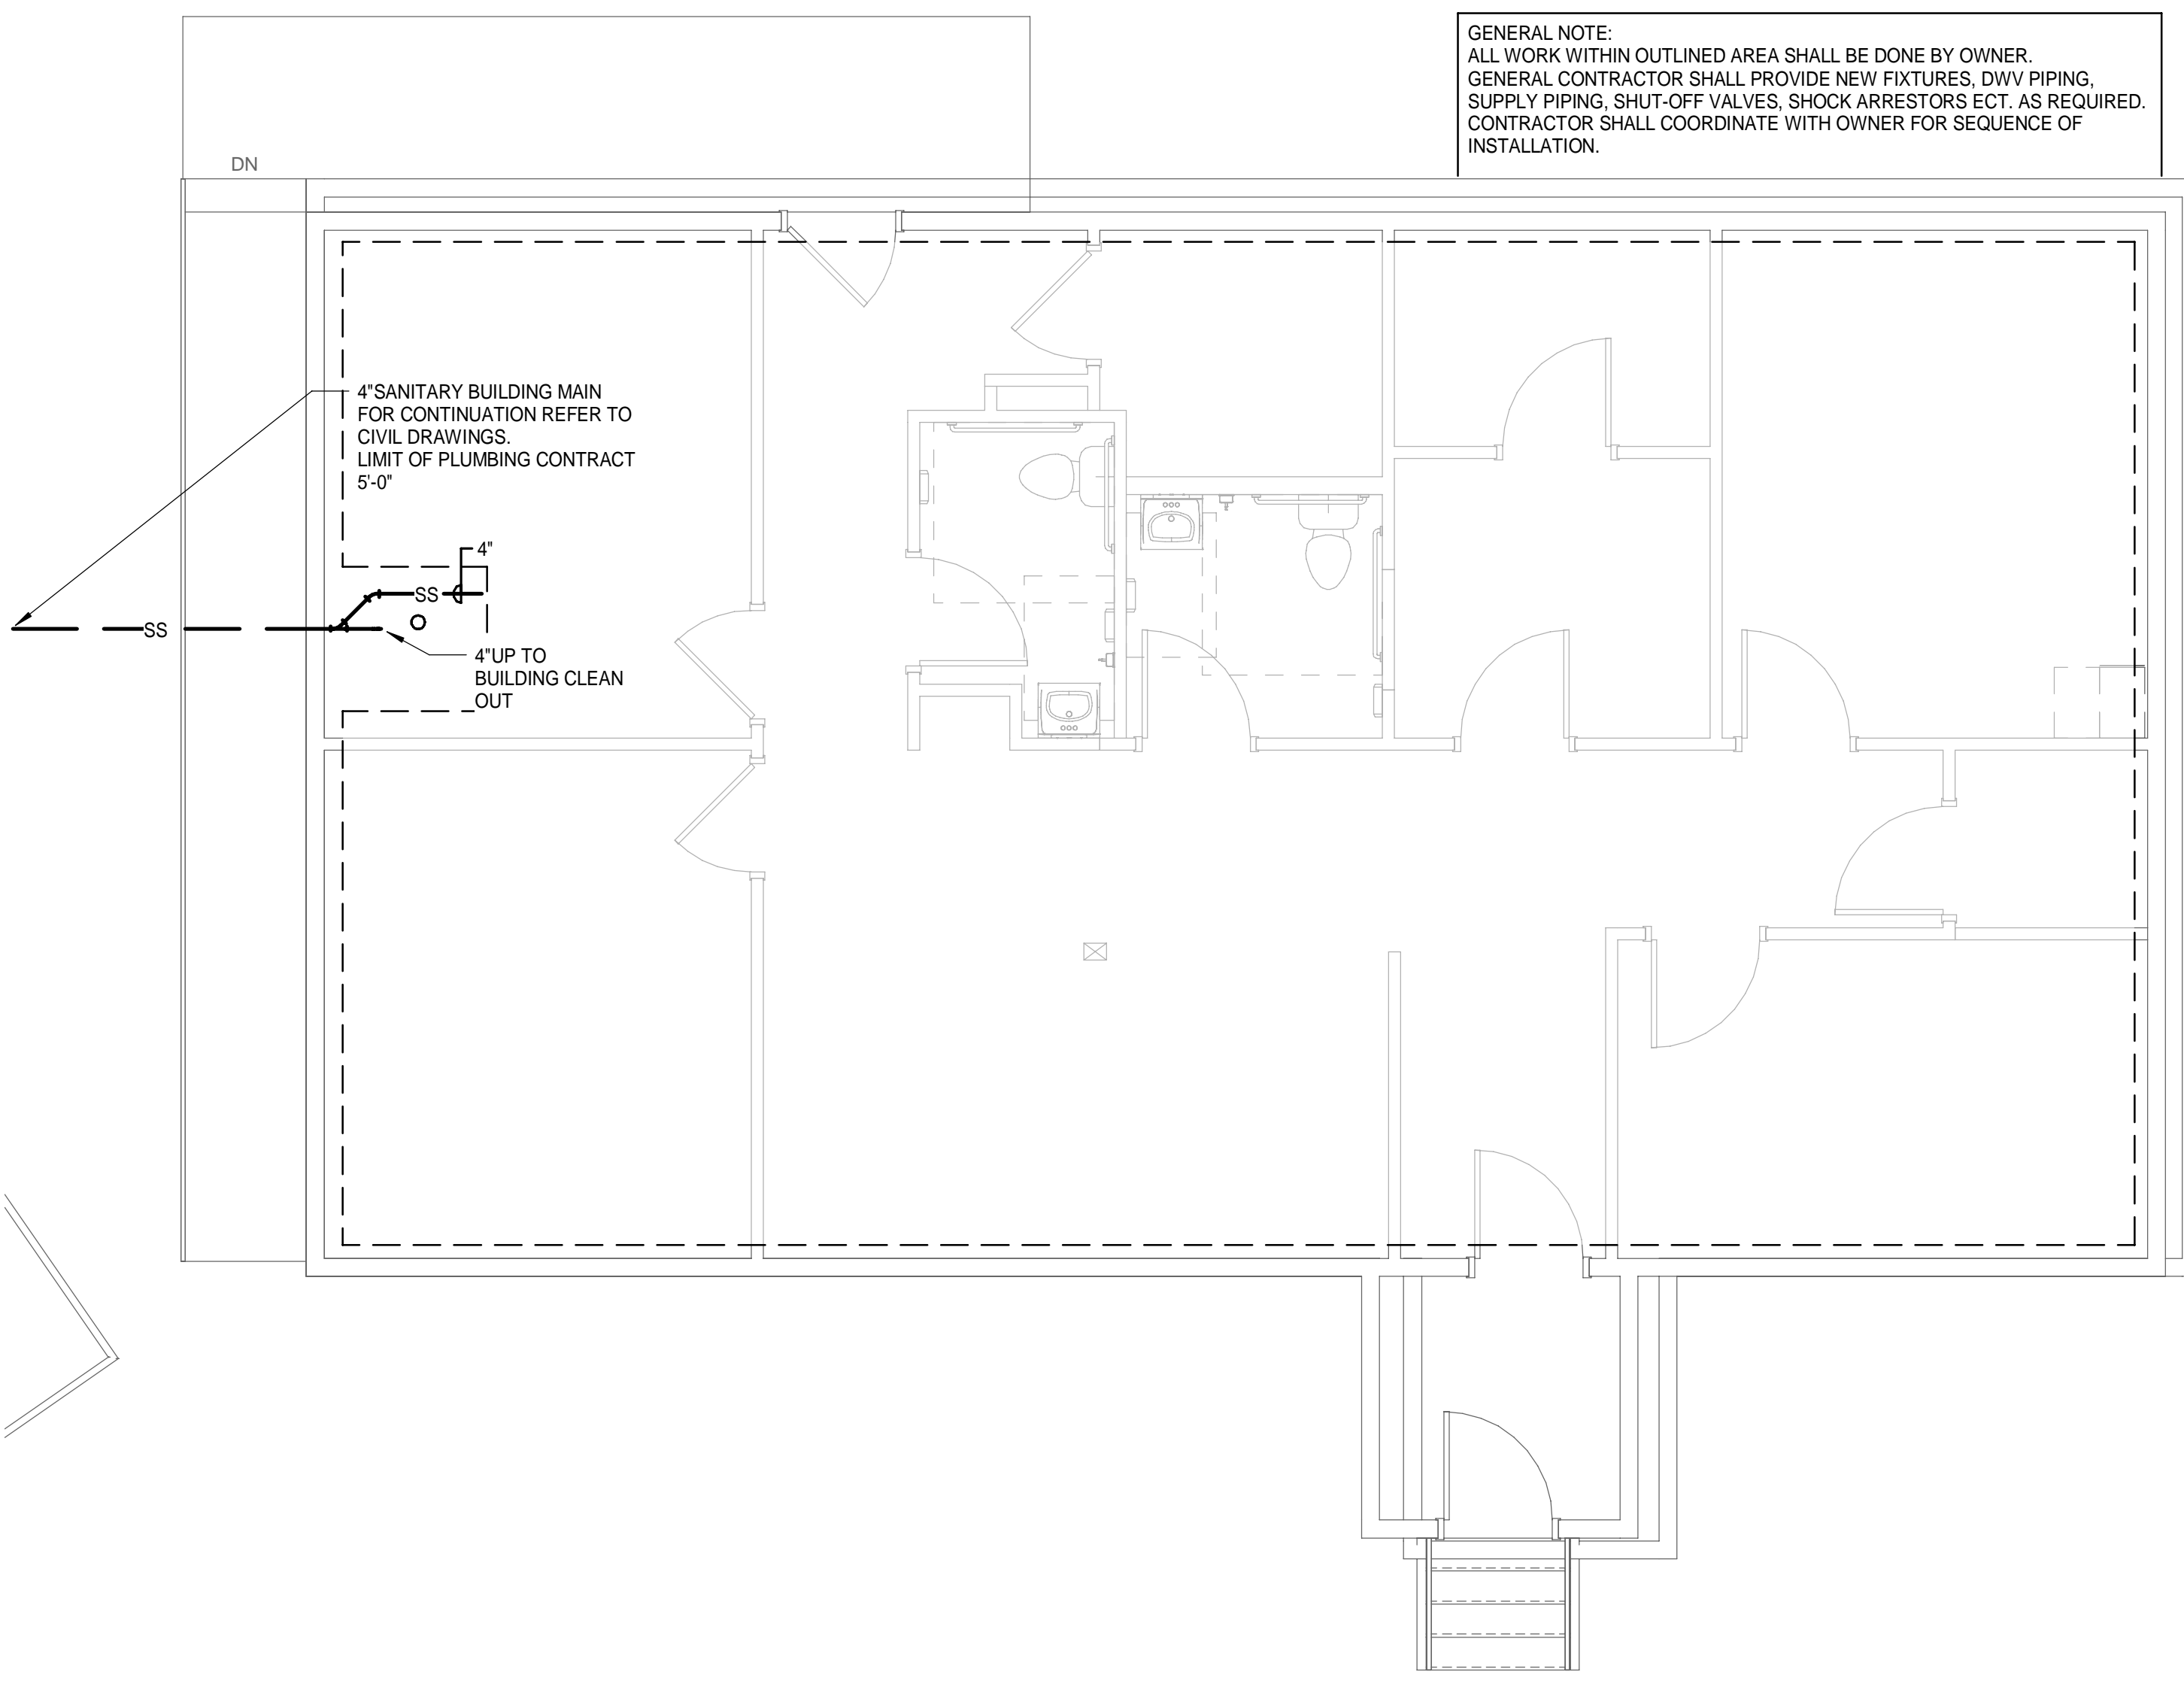 GENERAL NOTE:
ALL WORK WITHIN OUTLINED AREA SHALL BE DONE BY OWNER.
GENERAL CONTRACTOR SHALL PROVIDE NEW FIXTURES, DWV PIPING,
SUPPLY PIPING, SHUT-OFF VALVES, SHOCK ARRESTORS ECT. AS REQUIRED.
CONTRACTOR SHALL COORDINATE WITH OWNER FOR SEQUENCE OF
INSTALLATION.
DN
4"SANITARY BUILDING MAIN
FOR CONTINUATION REFER TO
CIVIL DRAWINGS.
LIMIT OF PLUMBING CONTRACT
5'-0"
4"
SS
SS
4"UP TO
BUILDING CLEAN
OUT